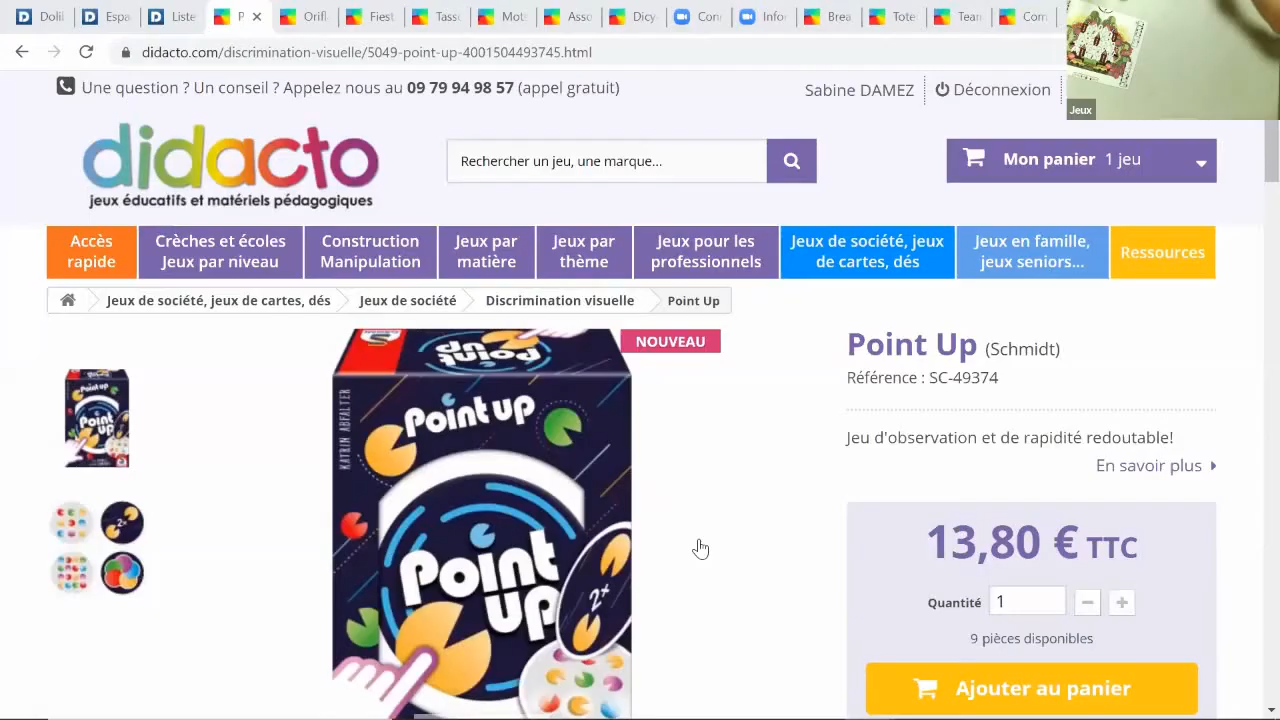 Doli
Espa
Liste
P
Orifl
Fiest
Tass
Mo
Asso
Dicy
Con
Infor
Brea
Tote
Tean
Com
didacto.com/discrimination-visuelle/5049-point-up-4001504493745.html
Jeux
Une question ? Un conseil ? Appelez nous au 09 79 94 98 57 (appel gratuit)
Sabine DAMEZ
Déconnexion
didacto
jeux éducatifs et matériels pédagogiques
Rechercher un jeu, une marque...
Mon panier 1 jeu
Accès
rapide
Crèches et écoles
Jeux par niveau
Construction
Manipulation
Jeux par
Jeux par
thème
Jeux pour les
professionnels
Jeux de société, jeux
de cartes, dés
Jeux en famille,
jeux seniors...
Ressources
Jeux de société, jeux de cartes, dés
Jeux de société
Discrimination visuelle
Point Up
NOUVEAU
Point up
Point up
KATRIN ABFALTER
Point
up
2×
Point up
Point
up
2×
Point Up (Schmidt)
Référence : SC-49374
Jeu d'observation et de rapidité redoutable!
En savoir plus
13,80 € TTC
Quantité 1
9 pièces disponibles
Ajouter au panier